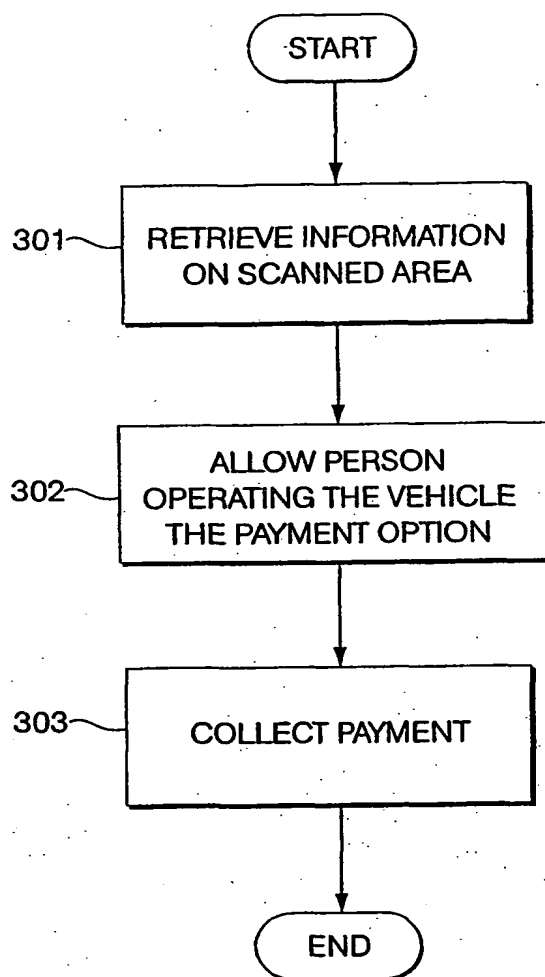 START
301
RETRIEVE INFORMATION
ON SCANNED AREA
302
ALLOW PERSON
OPERATING THE VEHICLE
THE PAYMENT OPTION
303
COLLECT PAYMENT
END